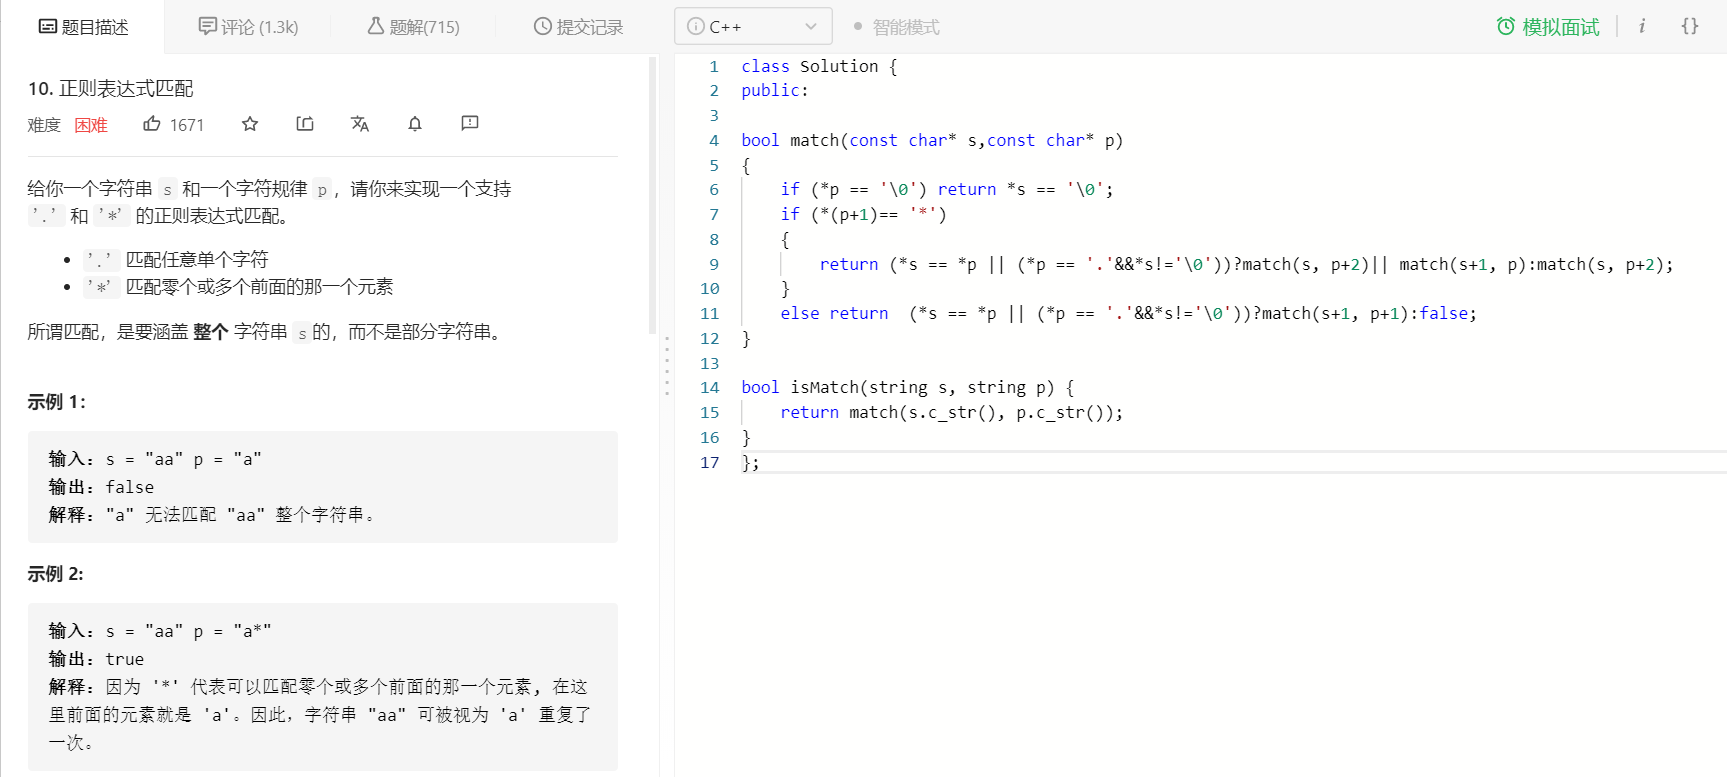 题目描述
评论 (1.3k)
题解(715)
提交记录
10. 正则表达式匹配
难度 困难 1671
给你一个字符串 s 和一个字符规律 p，请你来实现一个支持
'.' 和 '*' 的正则表达式匹配。
'.' 匹配任意单个字符
'*' 匹配零个或多个前面的那一个元素
所谓匹配，是要涵盖 整个 字符串 s 的，而不是部分字符串。
示例 1:
输入: s = "aa" p = "a"
输出: false
解释: "a" 无法匹配 "aa" 整个字符串。
示例 2:
输入: s = "aa" p = "a*"
输出: true
解释: 因为 '*' 代表可以匹配零个或多个前面的那一个元素, 在这
里前面的元素就是 'a'。因此，字符串 "aa" 可被视为 'a' 重复了
一次。
C++
智能模式
模拟面试
i
{}
1 class Solution {
2 public:
3
4 bool match(const char* s,const char* p)
5 {
6     if (*p == '\0') return *s == '\0';
7     if (*(p+1)== '*')
8     {
9         return (*s == *p || (*p == '.'&&*s!='\0'))?match(s, p+2)|| match(s+1, p):match(s, p+2);
10     }
11     else return  (*s == *p || (*p == '.'&&*s!='\0'))?match(s+1, p+1):false;
12 }
13
14 bool isMatch(string s, string p) {
15     return match(s.c_str(), p.c_str());
16 }
17 };